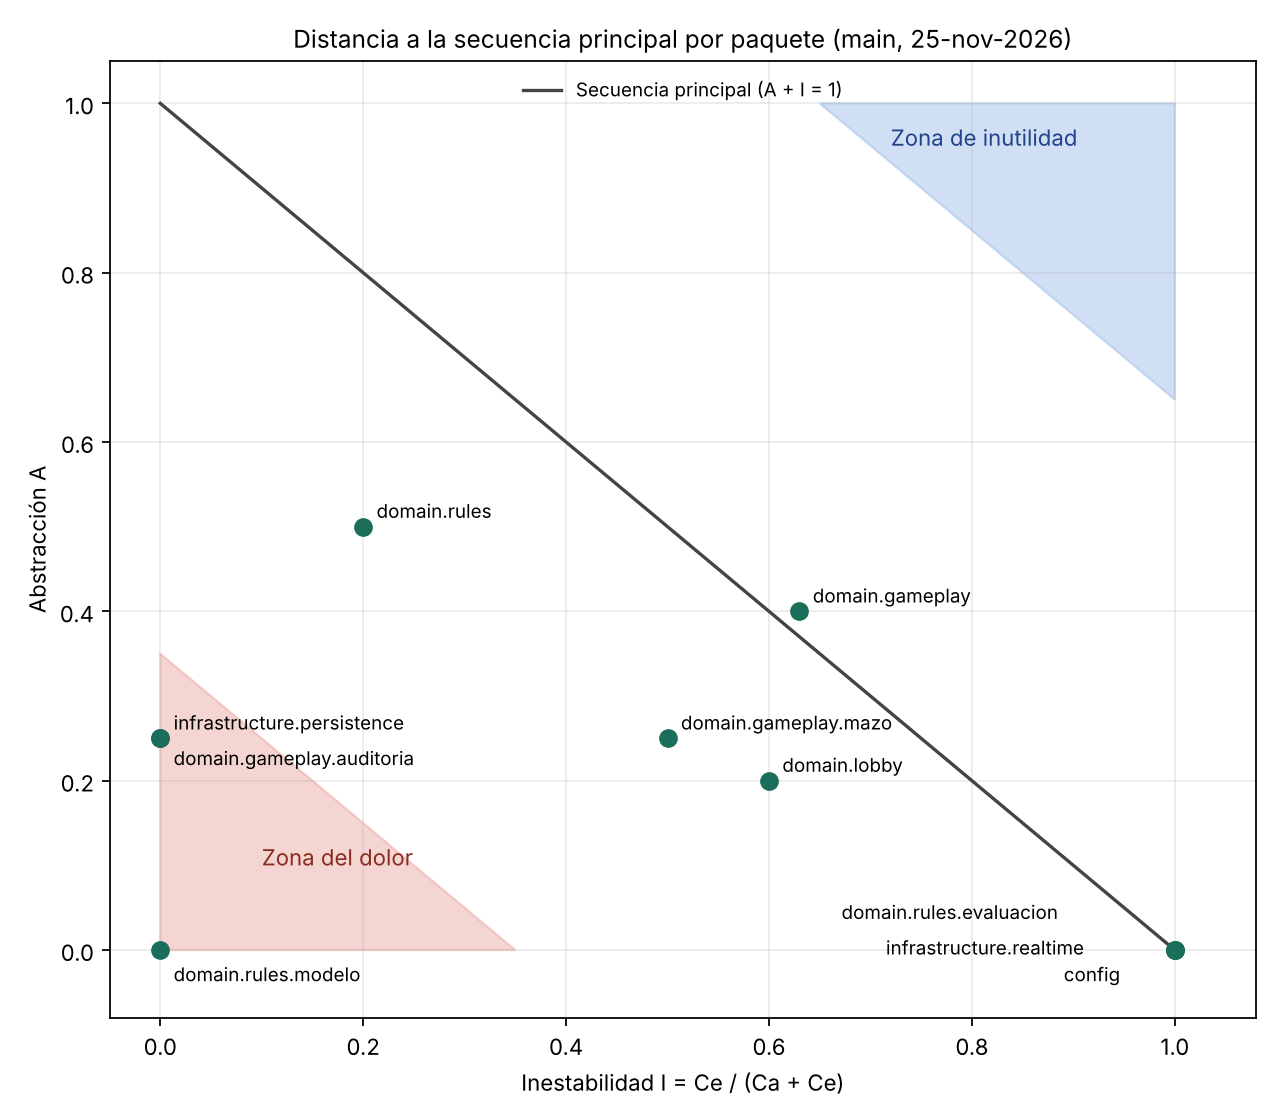 Distancia a la secuencia principal por paquete (main, 25-nov-2026)
Secuencia principal (A + I = 1)
Zona de inutilidad
domain.rules
domain.gameplay
infrastructure.persistence
domain.gameplay.mazo
domain.gameplay.auditoria
domain.lobby
Zona del dolor
domain.rules.evaluacion
infrastructure.realtime
domain.rules.modelo
config
1.0
0.8
0.6
0.4
0.2
0.0
Abstracción A
0.0 0.2 0.4 0.6 0.8 1.0
Inestabilidad I = Ce / (Ca + Ce)